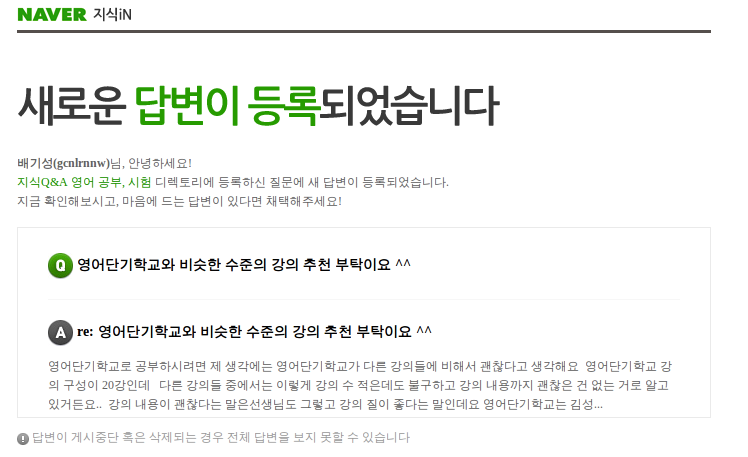 NAVER 지식iN
새로운 답변이 등록되었습니다
배기성(gcnlrnnw)님, 안녕하세요!
지식Q&A 영어 공부, 시험 디렉토리에 등록하신 질문에 새 답변이 등록되었습니다.
지금 확인해보시고, 마음에 드는 답변이 있다면 채택해주세요!
Q 영어단기학교와 비슷한 수준의 강의 추천 부탁이요 ^^
A re: 영어단기학교와 비슷한 수준의 강의 추천 부탁이요 ^^
영어단기학교로 공부하시려면 제 생각에는 영어단기학교가 다른 강의들에 비해서 괜찮다고 생각해요  영어단기학교 강
의 구성이 20강인데   다른 강의들 중에서는 이렇게 강의 수 적은데도 불구하고 강의 내용까지 괜찮은 건 없는 거로 알고
있거든요..  강의 내용이 괜찮다는 말은선생님도 그렇고 강의 질이 좋다는 말인데요 영어단기학교는 김성...
답변이 게시중단 혹은 삭제되는 경우 전체 답변을 보지 못할 수 있습니다